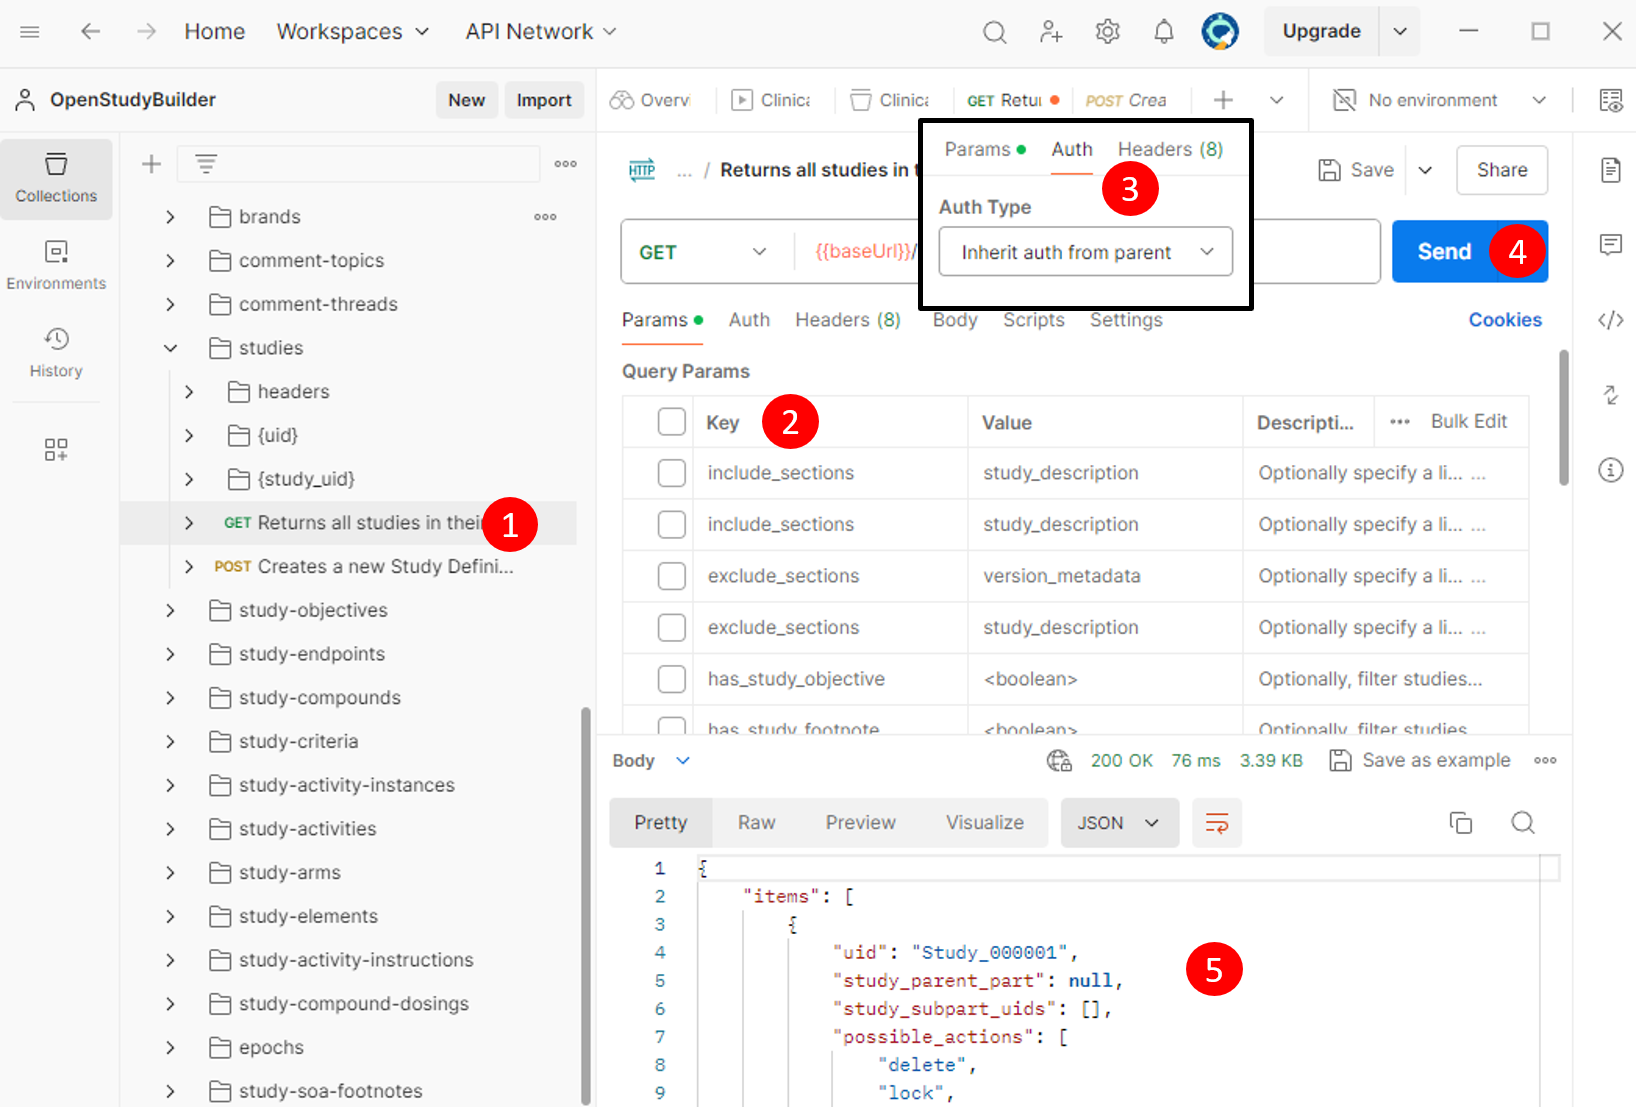 Home Workspaces API Network Upgrade
OpenStudyBuilder New Import
Overvi Clinica Clinica GET Retu POST Crea No environment
Collections
Environments
History
brands
comment-topics
comment-threads
studies
headers
{uid}
{study_uid}
GET Returns all studies in thei 1
POST Creates a new Study Defini...
study-objectives
study-endpoints
study-compounds
study-criteria
study-activity-instances
study-activities
study-arms
study-elements
study-activity-instructions
study-compound-dosings
epochs
study-soa-footnotes
HTTP ... / Returns all studies in t
Save Share
Params Auth Headers (8)
3
Auth Type
Inherit auth from parent
GET {{baseUrl}}/
Send 4
Params Auth Headers (8) Body Scripts Settings Cookies
Query Params
Key 2 Value Descripti... Bulk Edit
include_sections study_description Optionally specify a li... ...
include_sections study_description Optionally specify a li... ...
exclude_sections version_metadata Optionally specify a li... ...
exclude_sections study_description Optionally specify a li... ...
has_study_objective <boolean> Optionally, filter studies...
has_study_footnote <boolean> Optionally, filter studies
Body 200 OK 76 ms 3.39 KB Save as example
Pretty Raw Preview Visualize JSON
1 {
2 "items": [
3 {
4 "uid": "Study_000001",
5 "study_parent_part": null,
6 "study_subpart_uids": [],
7 "possible_actions": [
8 "delete",
9 "lock",
5